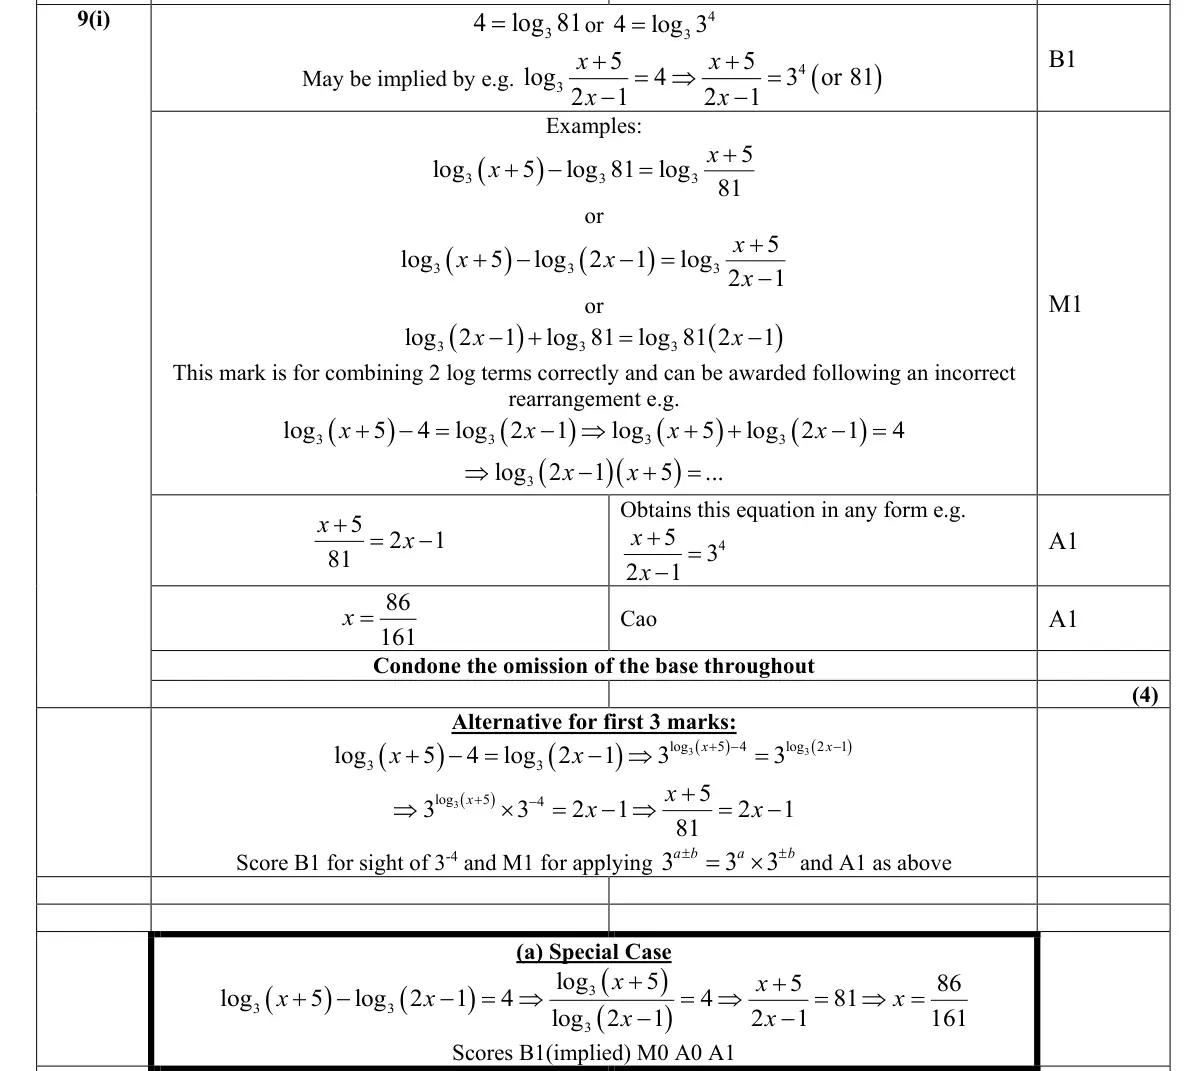 9(i)
4 = log₃ 81 or 4 = log₃ 3⁴
May be implied by e.g. log₃ (x + 5)/(2x − 1) = 4 ⇒ (x + 5)/(2x − 1) = 3⁴ (or 81)
B1
Examples:
log₃ (x + 5) − log₃ 81 = log₃ (x + 5)/81
or
log₃ (x + 5) − log₃ (2x − 1) = log₃ (x + 5)/(2x − 1)
or
log₃ (2x − 1) + log₃ 81 = log₃ 81(2x − 1)
This mark is for combining 2 log terms correctly and can be awarded following an incorrect
rearrangement e.g.
log₃ (x + 5) − 4 = log₃ (2x − 1) ⇒ log₃ (x + 5) + log₃ (2x − 1) = 4
⇒ log₃ (2x − 1)(x + 5) = ...
M1
(x + 5)/81 = 2x − 1
Obtains this equation in any form e.g.
(x + 5)/(2x − 1) = 3⁴
A1
x = 86/161
Cao
A1
Condone the omission of the base throughout
(4)
Alternative for first 3 marks:
log₃ (x + 5) − 4 = log₃ (2x − 1) ⇒ 3^(log₃(x+5)−4) = 3^(log₃(2x−1))
⇒ 3^(log₃(x+5)) × 3⁻⁴ = 2x − 1 ⇒ (x + 5)/81 = 2x − 1
Score B1 for sight of 3⁻⁴ and M1 for applying 3^(a±b) = 3^a × 3^(±b) and A1 as above
(a) Special Case
log₃ (x + 5) − log₃ (2x − 1) = 4 ⇒ log₃ (x + 5)/log₃ (2x − 1) = 4 ⇒ (x + 5)/(2x − 1) = 81 ⇒ x = 86/161
Scores B1(implied) M0 A0 A1